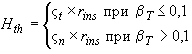 H_th = { ς_t * r_ins при β_T ≤ 0,1
ς_n * r_ins при β_T > 0,1